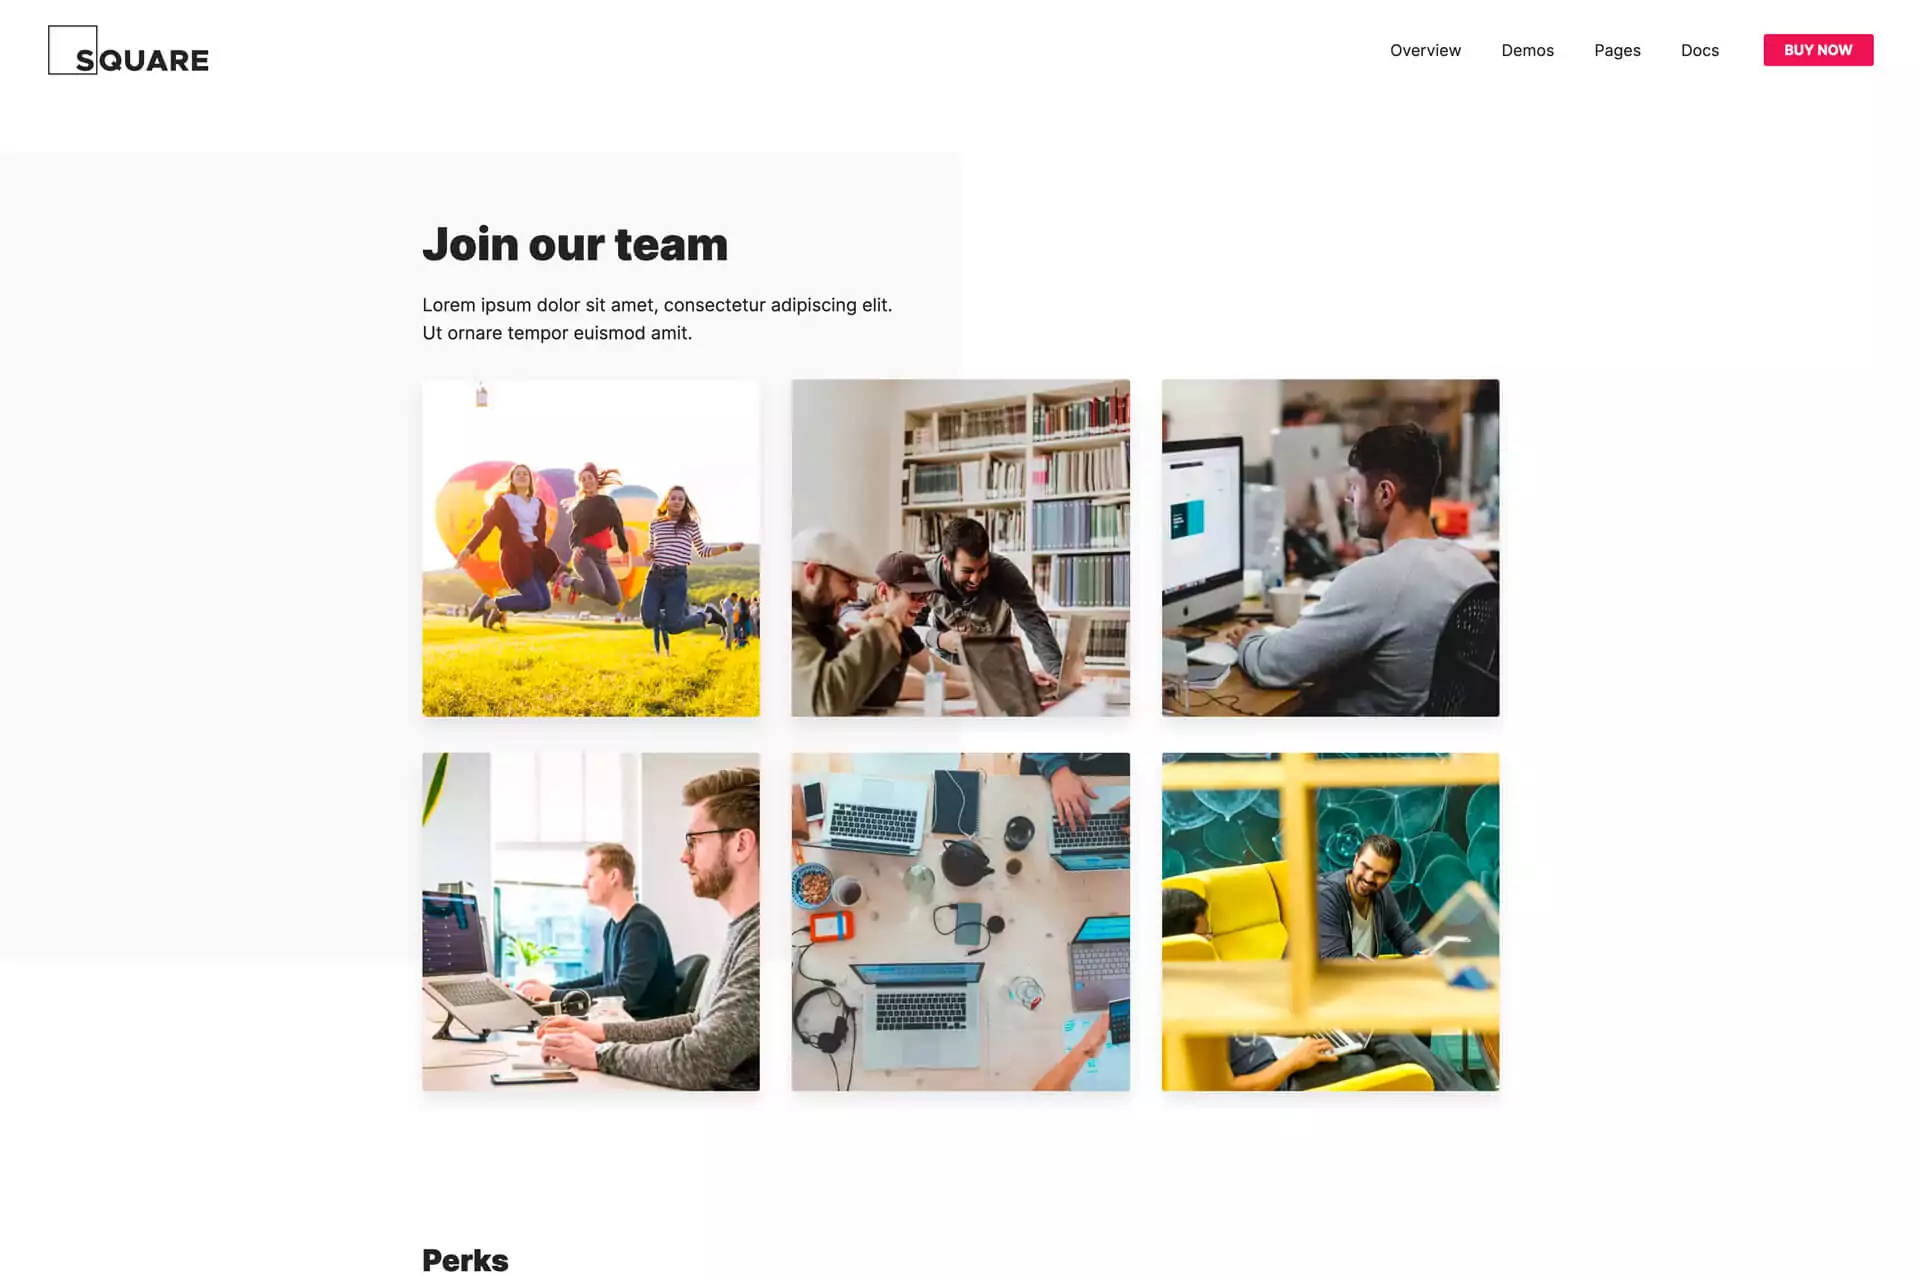 SQUARE
Overview
Demos
Pages
Docs
BUY NOW
Join our team
Lorem ipsum dolor sit amet, consectetur adipiscing elit.
Ut ornare tempor euismod amit.
Perks